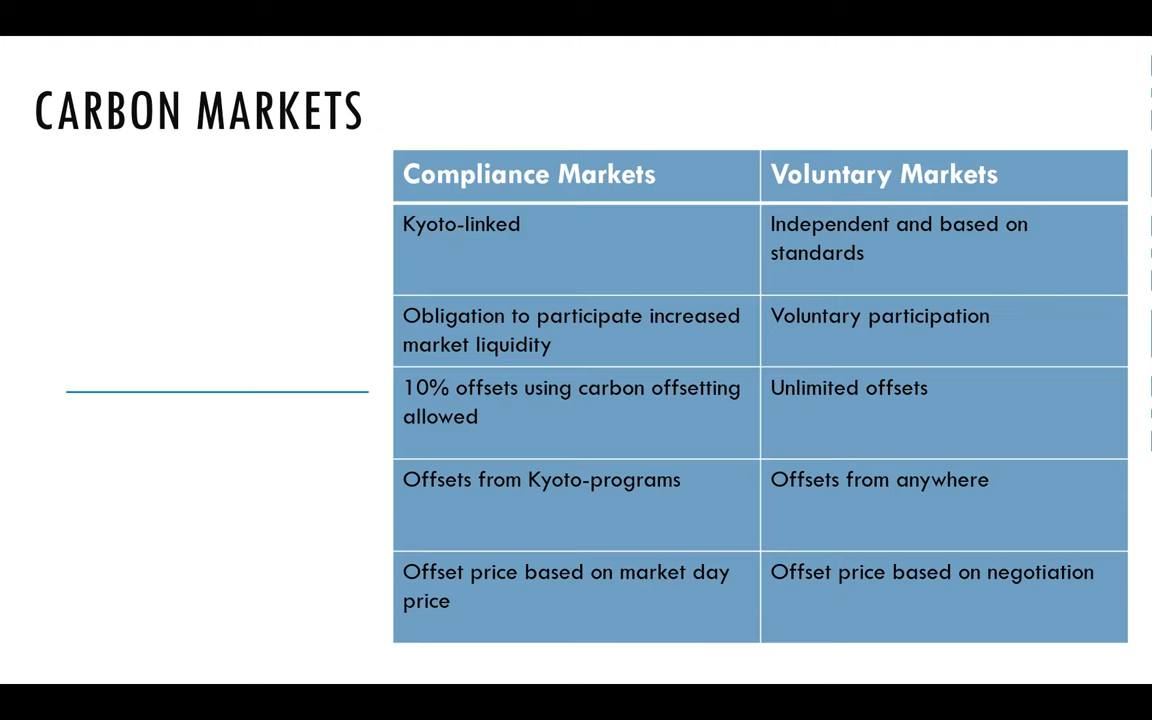 CARBON MARKETS
Compliance Markets
Voluntary Markets
Kyoto-linked
Independent and based on
standards
Obligation to participate increased
market liquidity
Voluntary participation
10% offsets using carbon offsetting
allowed
Unlimited offsets
Offsets from Kyoto-programs
Offsets from anywhere
Offset price based on market day
price
Offset price based on negotiation